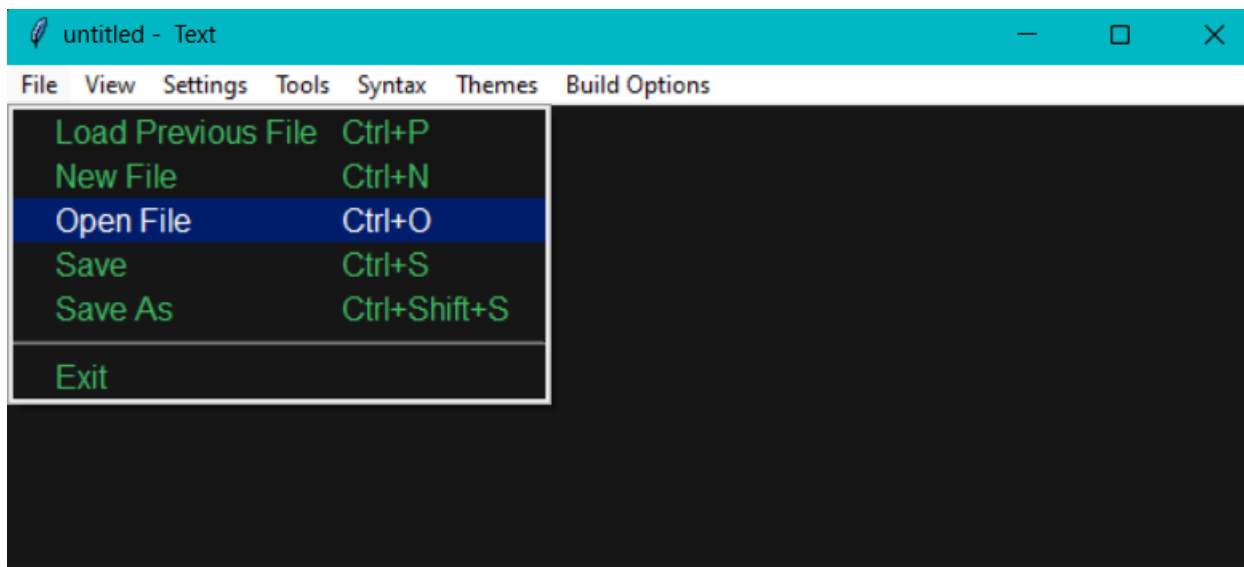 untitled - Text
File View Settings Tools Syntax Themes Build Options
Load Previous File Ctrl+P
New File Ctrl+N
Open File Ctrl+O
Save Ctrl+S
Save As Ctrl+Shift+S
Exit